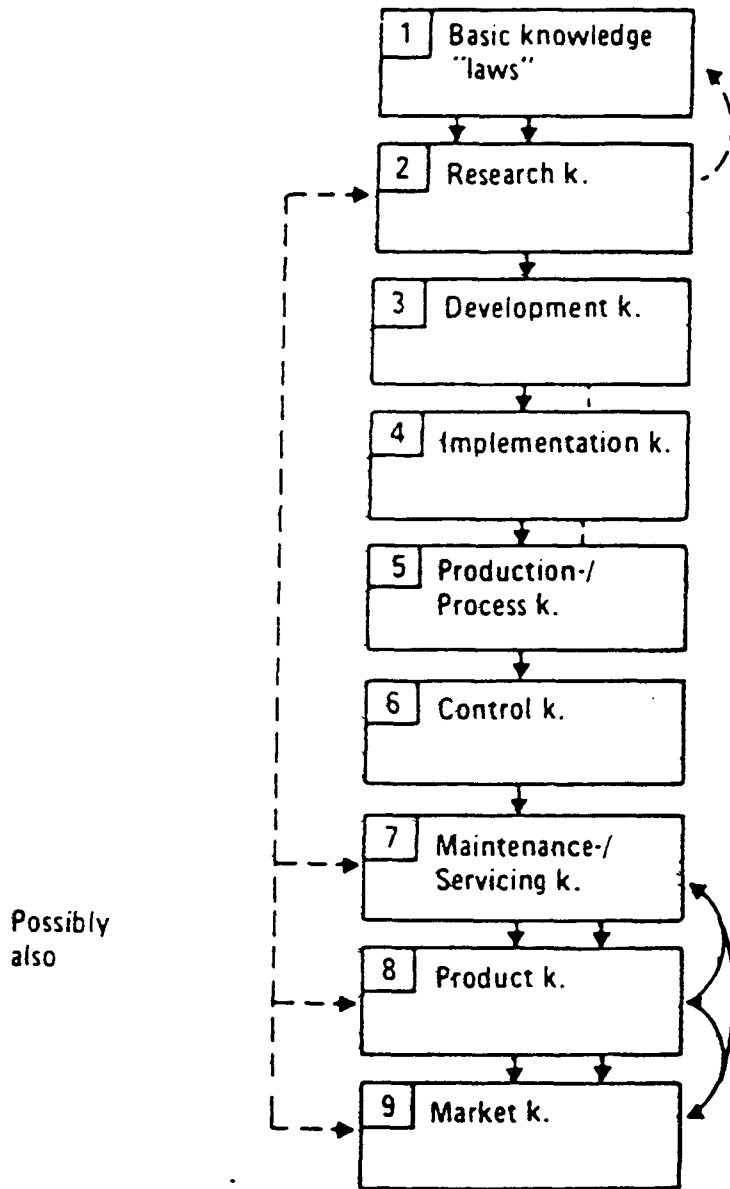 1 Basic knowledge
"laws"
2 Research k.
3 Development k.
4 Implementation k.
5 Production-/
Process k.
6 Control k.
7 Maintenance-/
Servicing k.
Possibly
also
8 Product k.
9 Market k.